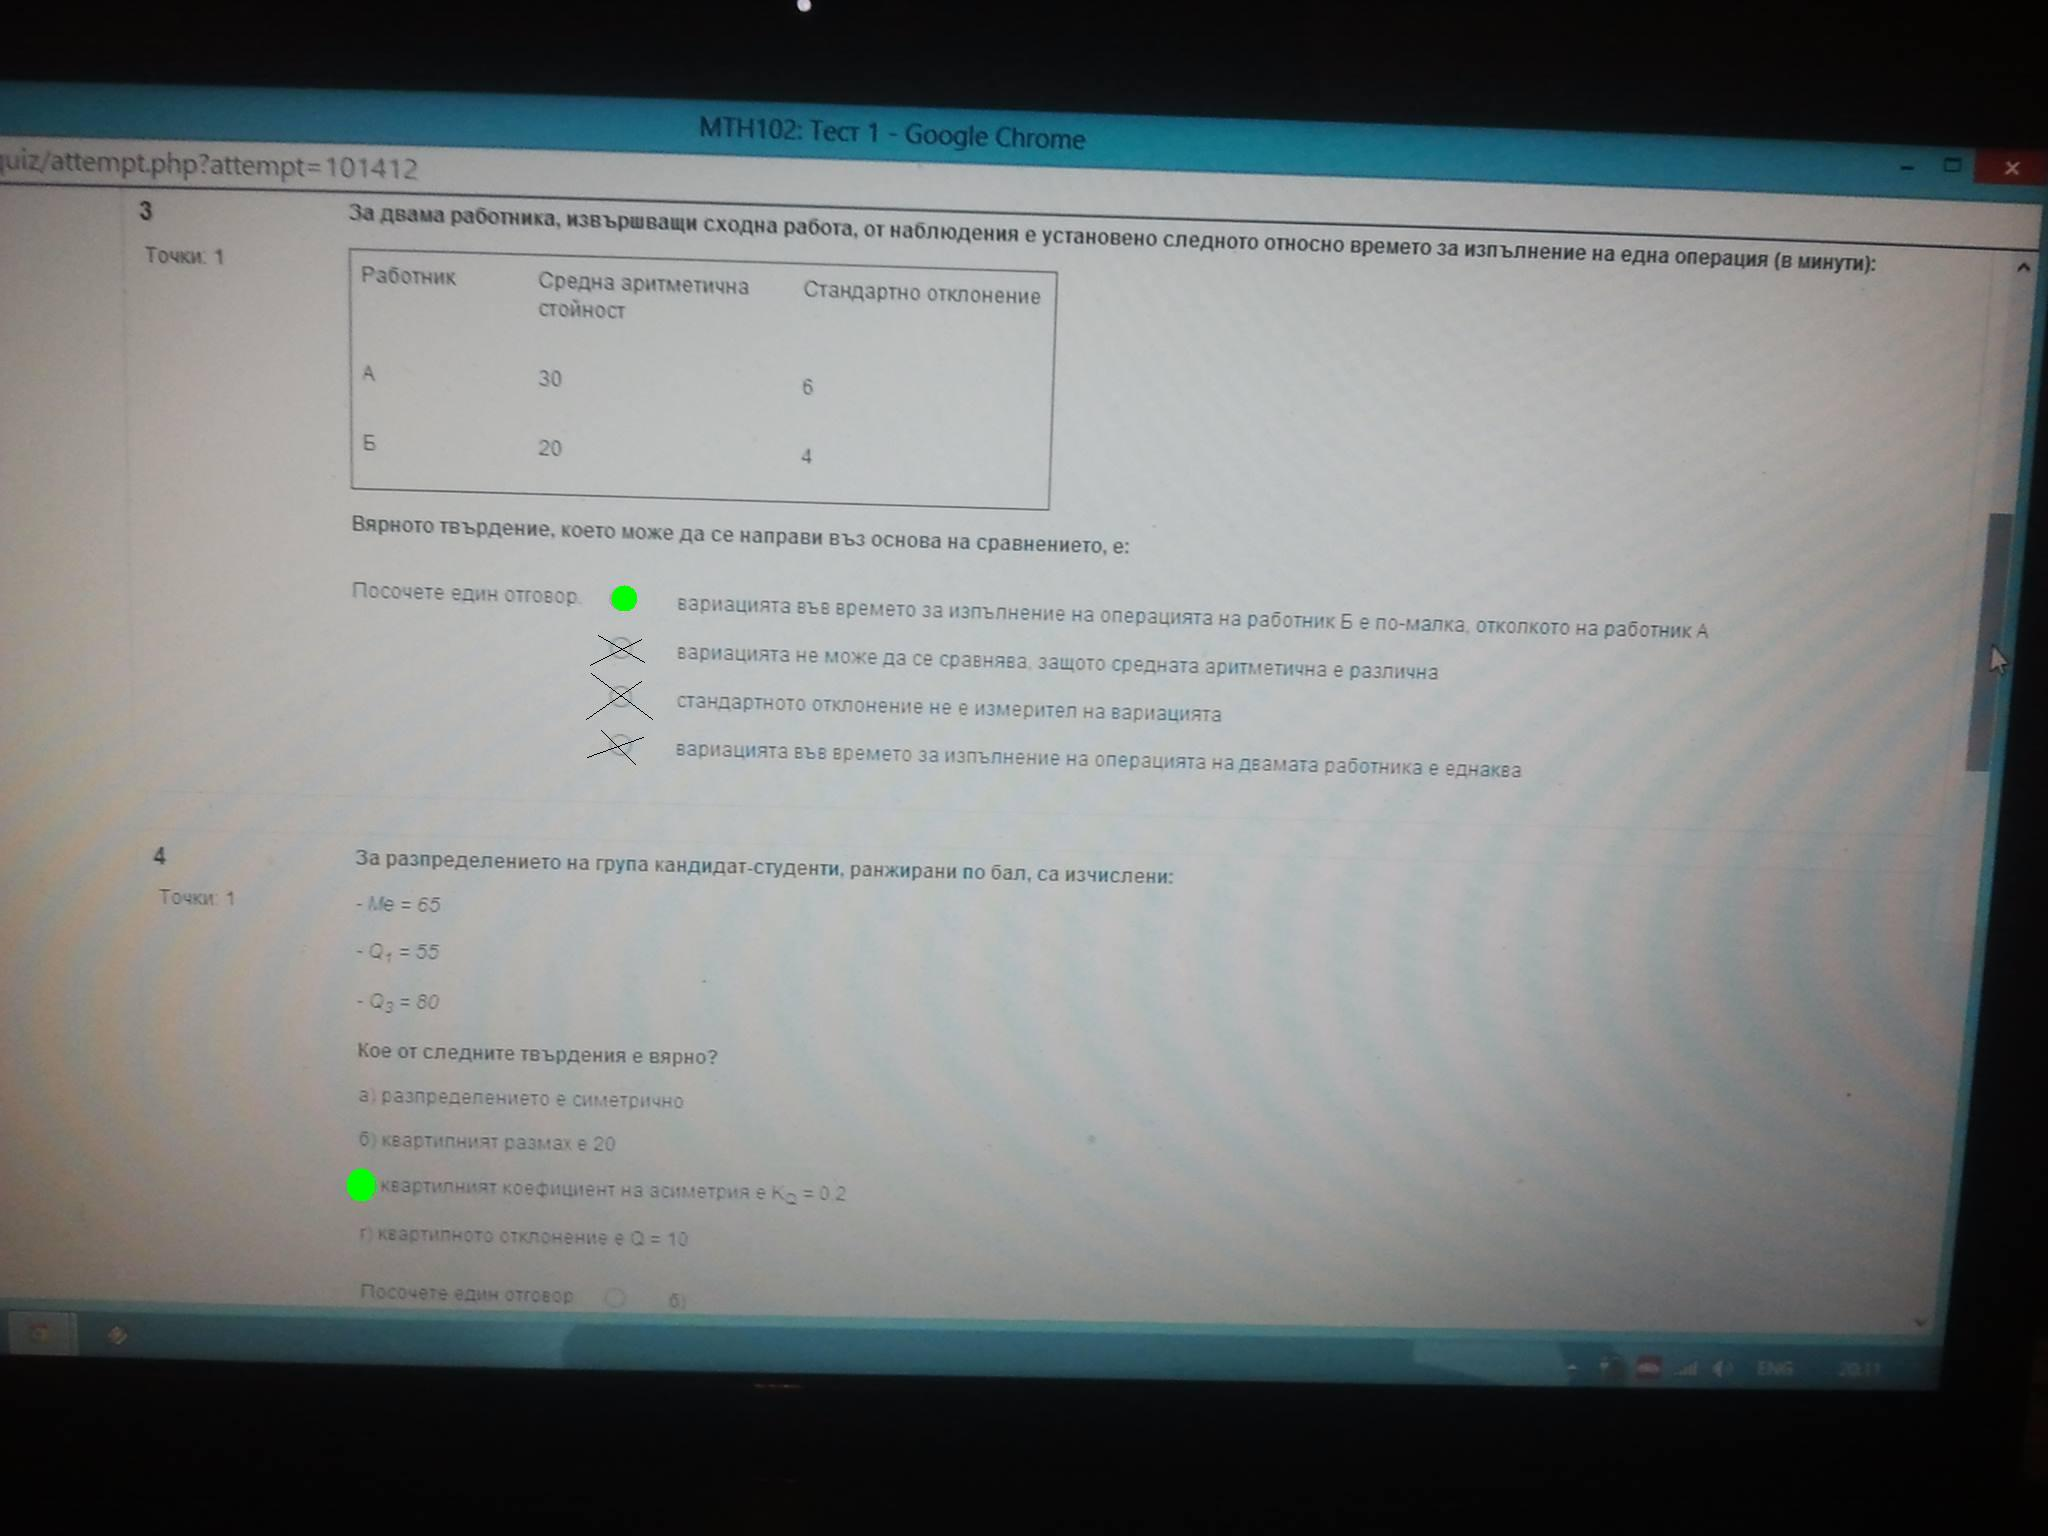 МТН102: Тест 1 - Google Chrome
quiz/attempt.php?attempt=101412
3
За двама работника, извършващи сходна работа, от наблюдения е установено следното относно времето за изпълнение на една операция (в минути):
Точки: 1
Работник Средна аритметична стойност Стандартно отклонение
А 30 6
Б 20 4
Вярното твърдение, което може да се направи въз основа на сравнението, е:
Посочете един отговор. вариацията във времето за изпълнение на операцията на работник Б е по-малка, отколкото на работник А
вариацията не може да се сравнява, защото средната аритметична е различна
стандартното отклонение не е измерител на вариацията
вариацията във времето за изпълнение на операцията на двамата работника е еднаква
4
За разпределението на група кандидат-студенти, ранжирани по бал, са изчислени:
Точки: 1
- Me = 65
- Q1 = 55
- Q3 = 80
Кое от следните твърдения е вярно?
а) разпределението е симетрично
б) квартилният размах е 20
квартилният коефициент на асиметрия е KQ = 0.2
г) квартилното отклонение е Q = 10
Посочете един отговор б)
ENG 20:11